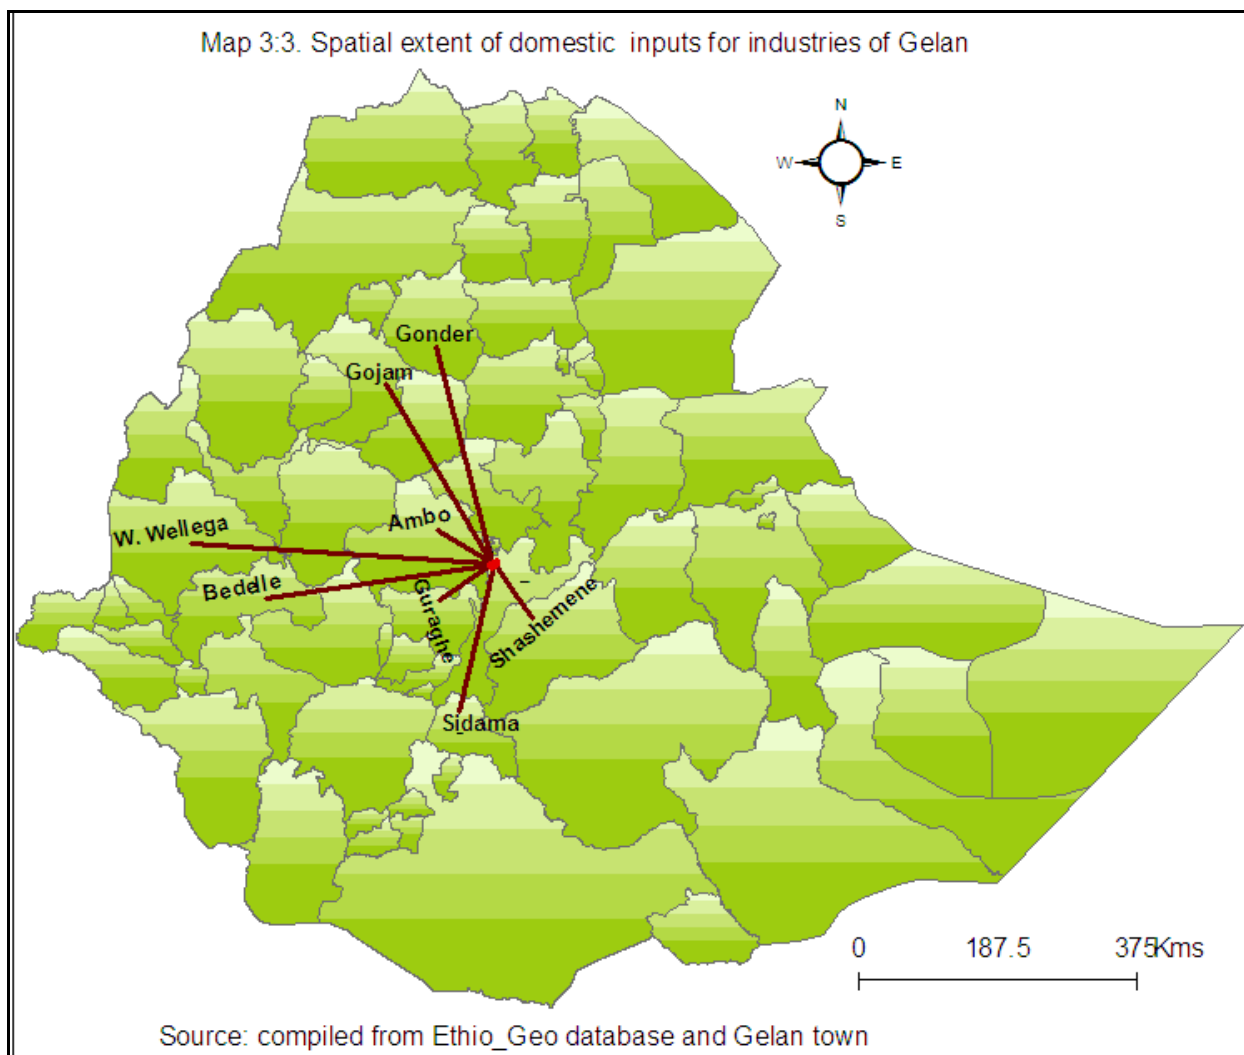 Map 3:3. Spatial extent of domestic inputs for industries of Gelan
N
W
E
S
Gonder
Gojam
Ambo
W. Wellega
Bedelle
Guraghe
Shashemene
Sidama
0 187.5 375Kms
Source: compiled from Ethio_Geo database and Gelan town